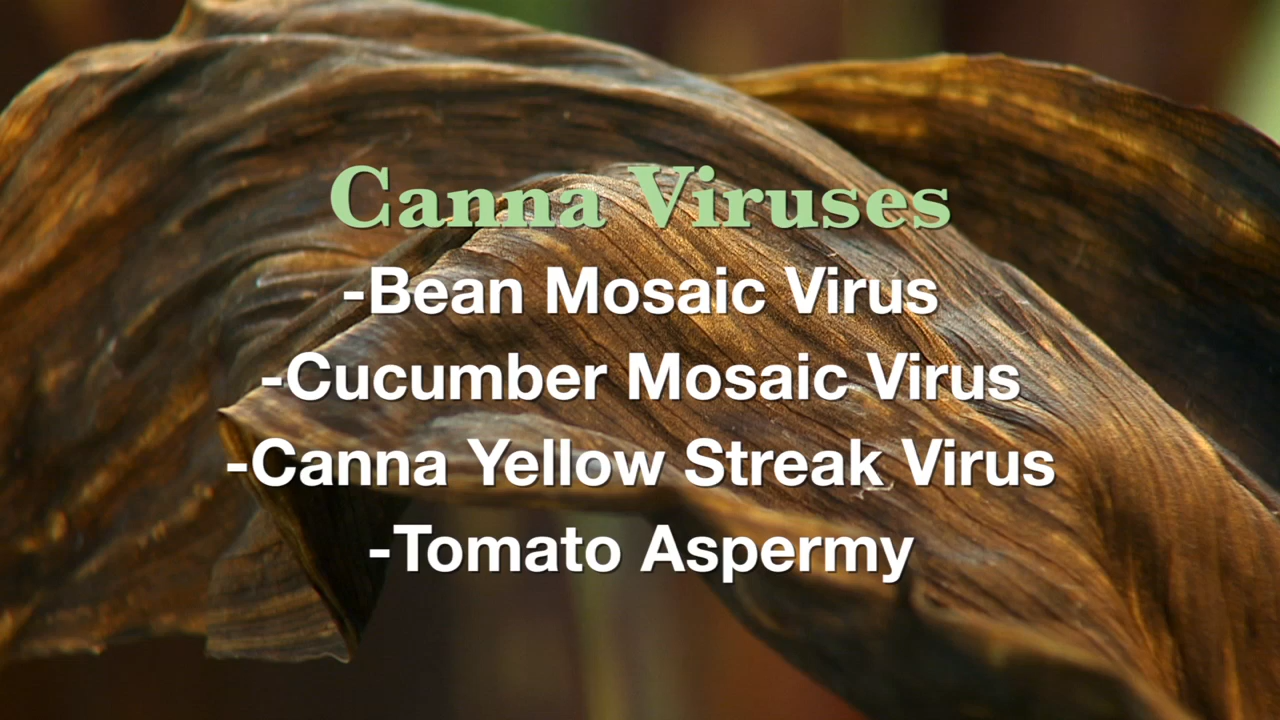 Canna Viruses
-Bean Mosaic Virus
-Cucumber Mosaic Virus
-Canna Yellow Streak Virus
-Tomato Aspermy